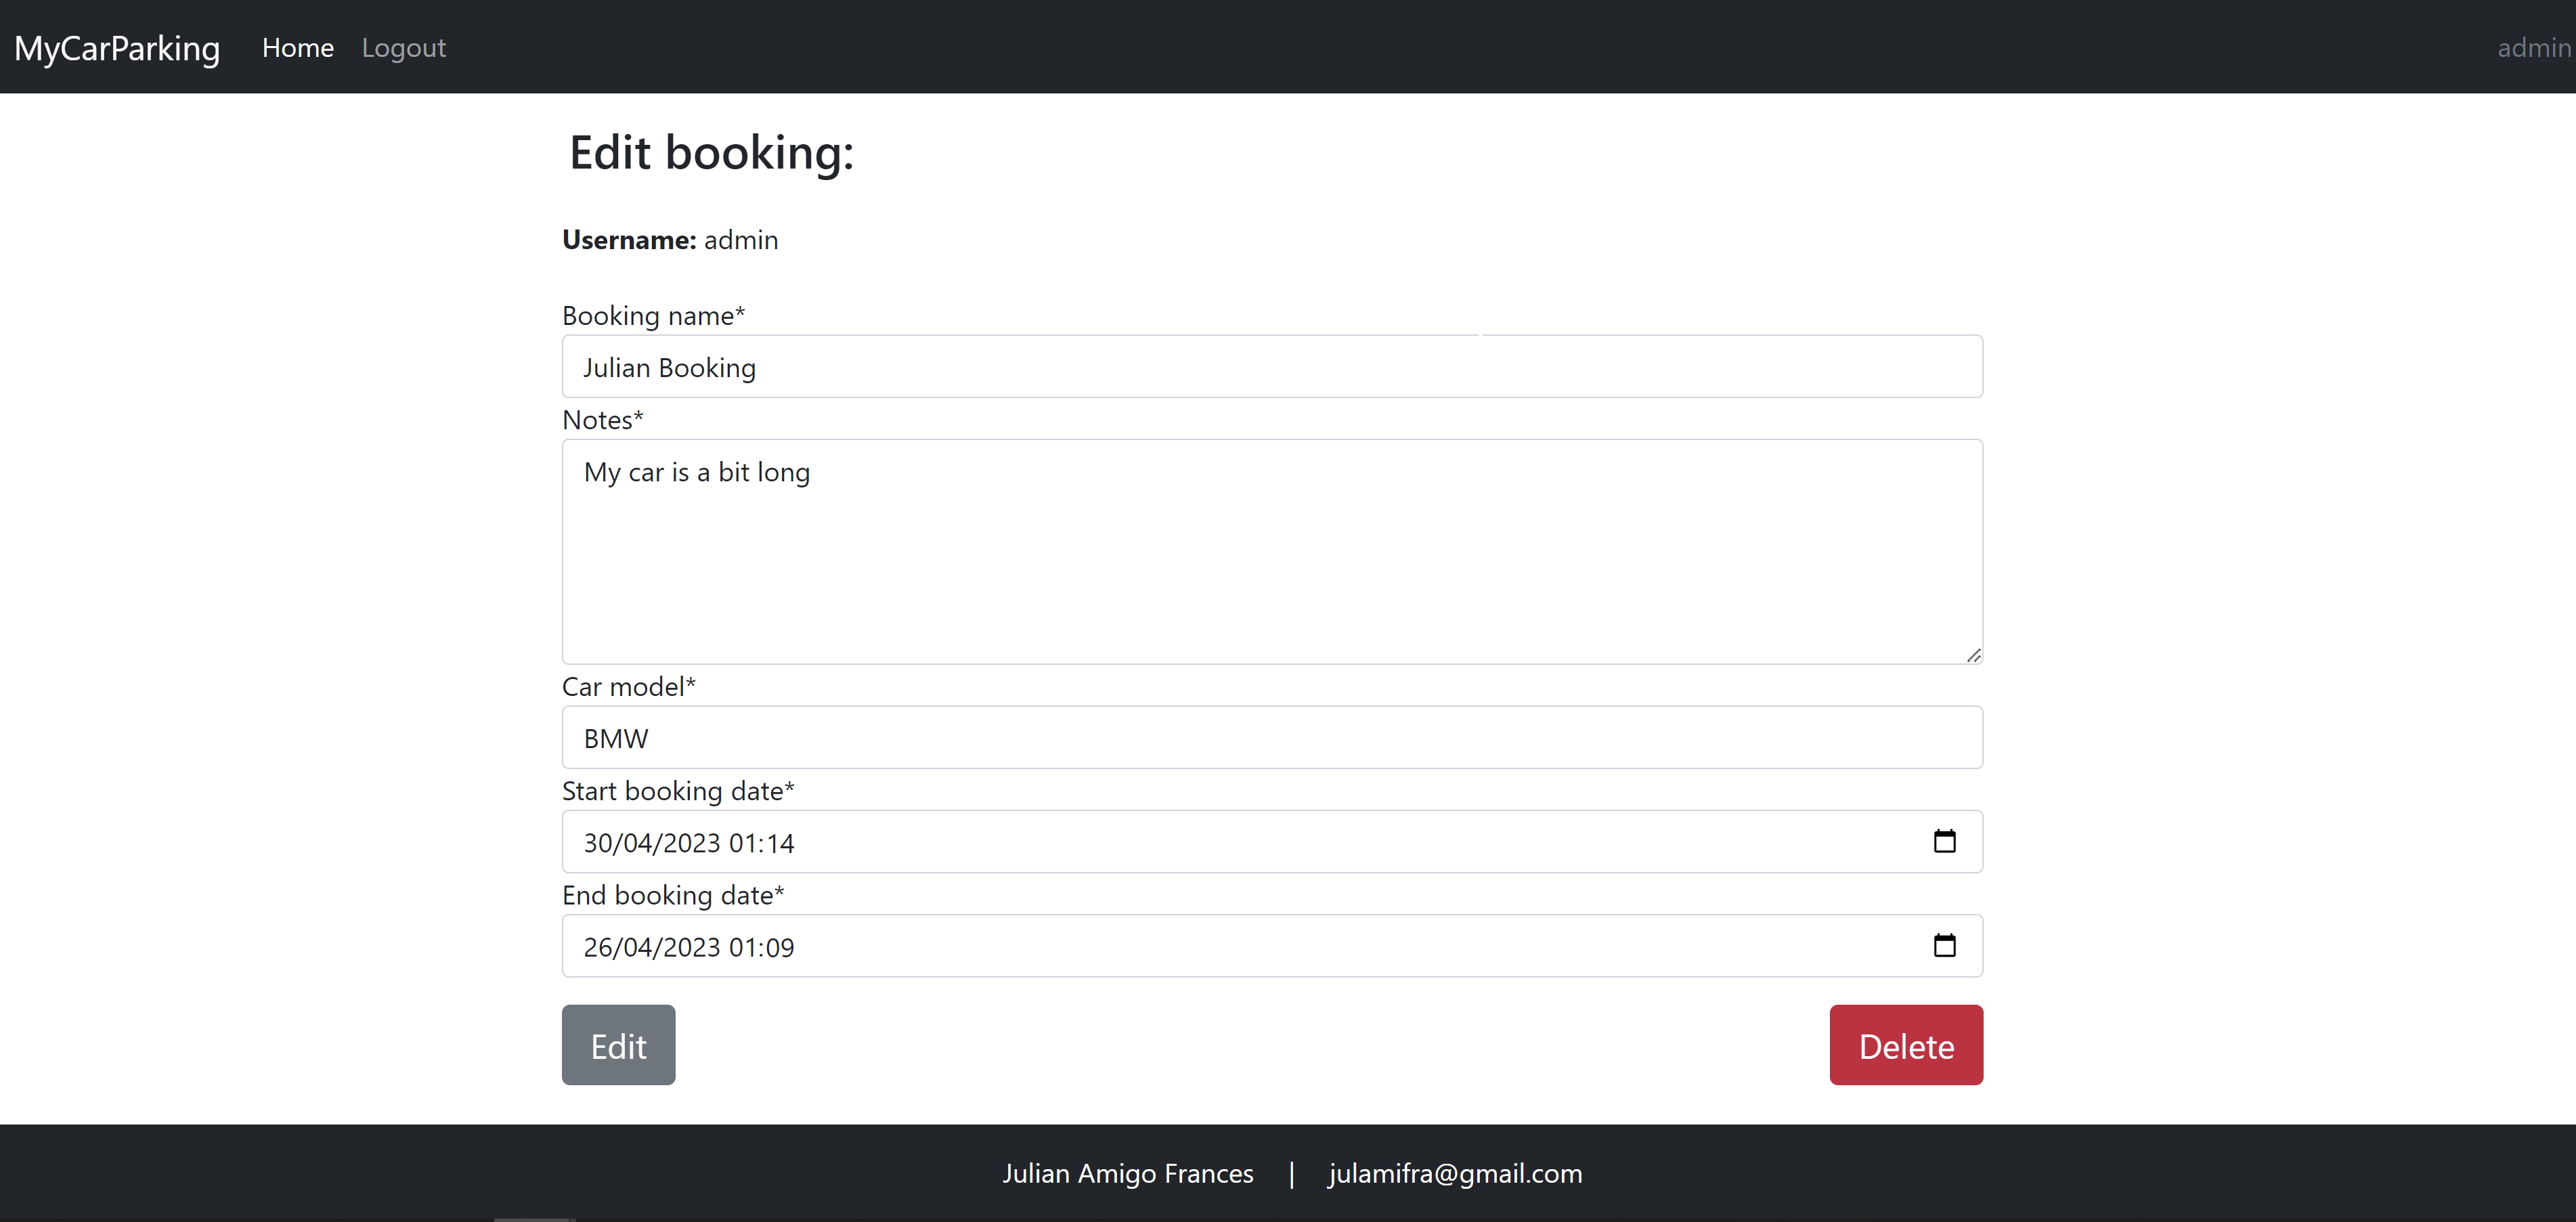 MyCarParking Home Logout admin
Edit booking:
Username: admin
Booking name*
Julian Booking
Notes*
My car is a bit long
Car model*
BMW
Start booking date*
30/04/2023 01:14
End booking date*
26/04/2023 01:09
Edit Delete
Julian Amigo Frances | julamifra@gmail.com